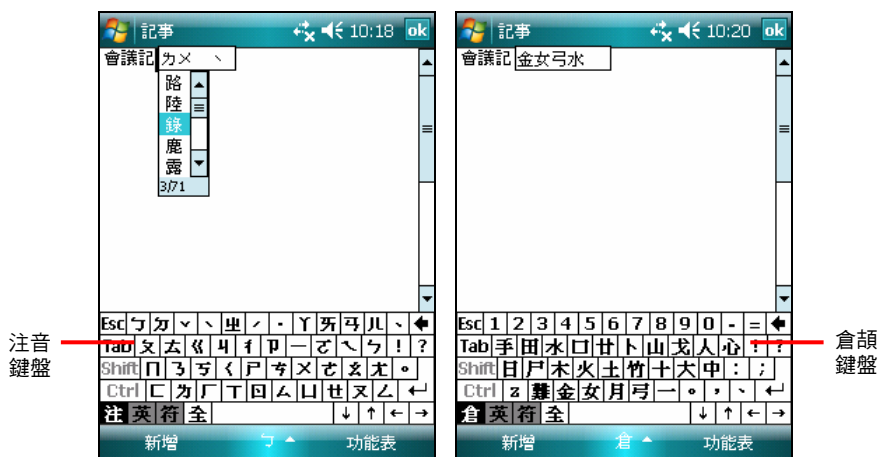 記事 10:18 ok
會議記 ㄌㄨ ˋ
路
陸
錄
鹿
露
3/71
Esc ㄅ ㄉ ˇ ˋ ㄓ ˊ ˙ ㄚ ㄞ ㄢ ㄦ 、
Tab ㄆ ㄊ ㄍ ㄐ ㄔ ㄗ 一 ㄛ ㄟ ㄣ ! ?
Shift ㄇ ㄋ ㄎ ㄑ ㄕ ㄘ ㄨ ㄜ ㄠ ㄤ 。
Ctrl ㄈ ㄌ ㄏ ㄒ ㄖ ㄙ ㄩ ㄝ ㄡ ㄥ ↵
注 英 符 全 ↓ ↑ ← →
新增 ㄅ 功能表
注音
鍵盤
記事 10:20 ok
會議記 金女弓水
Esc 1 2 3 4 5 6 7 8 9 0 - =
Tab 手 田 水 口 廿 卜 山 戈 人 心 ! ?
Shift 日 尸 木 火 土 竹 十 大 中 : ;
Ctrl z 難 金 女 月 弓 一 。 , 、 ↵
倉 英 符 全 ↓ ↑ ← →
新增 倉 功能表
倉頡
鍵盤